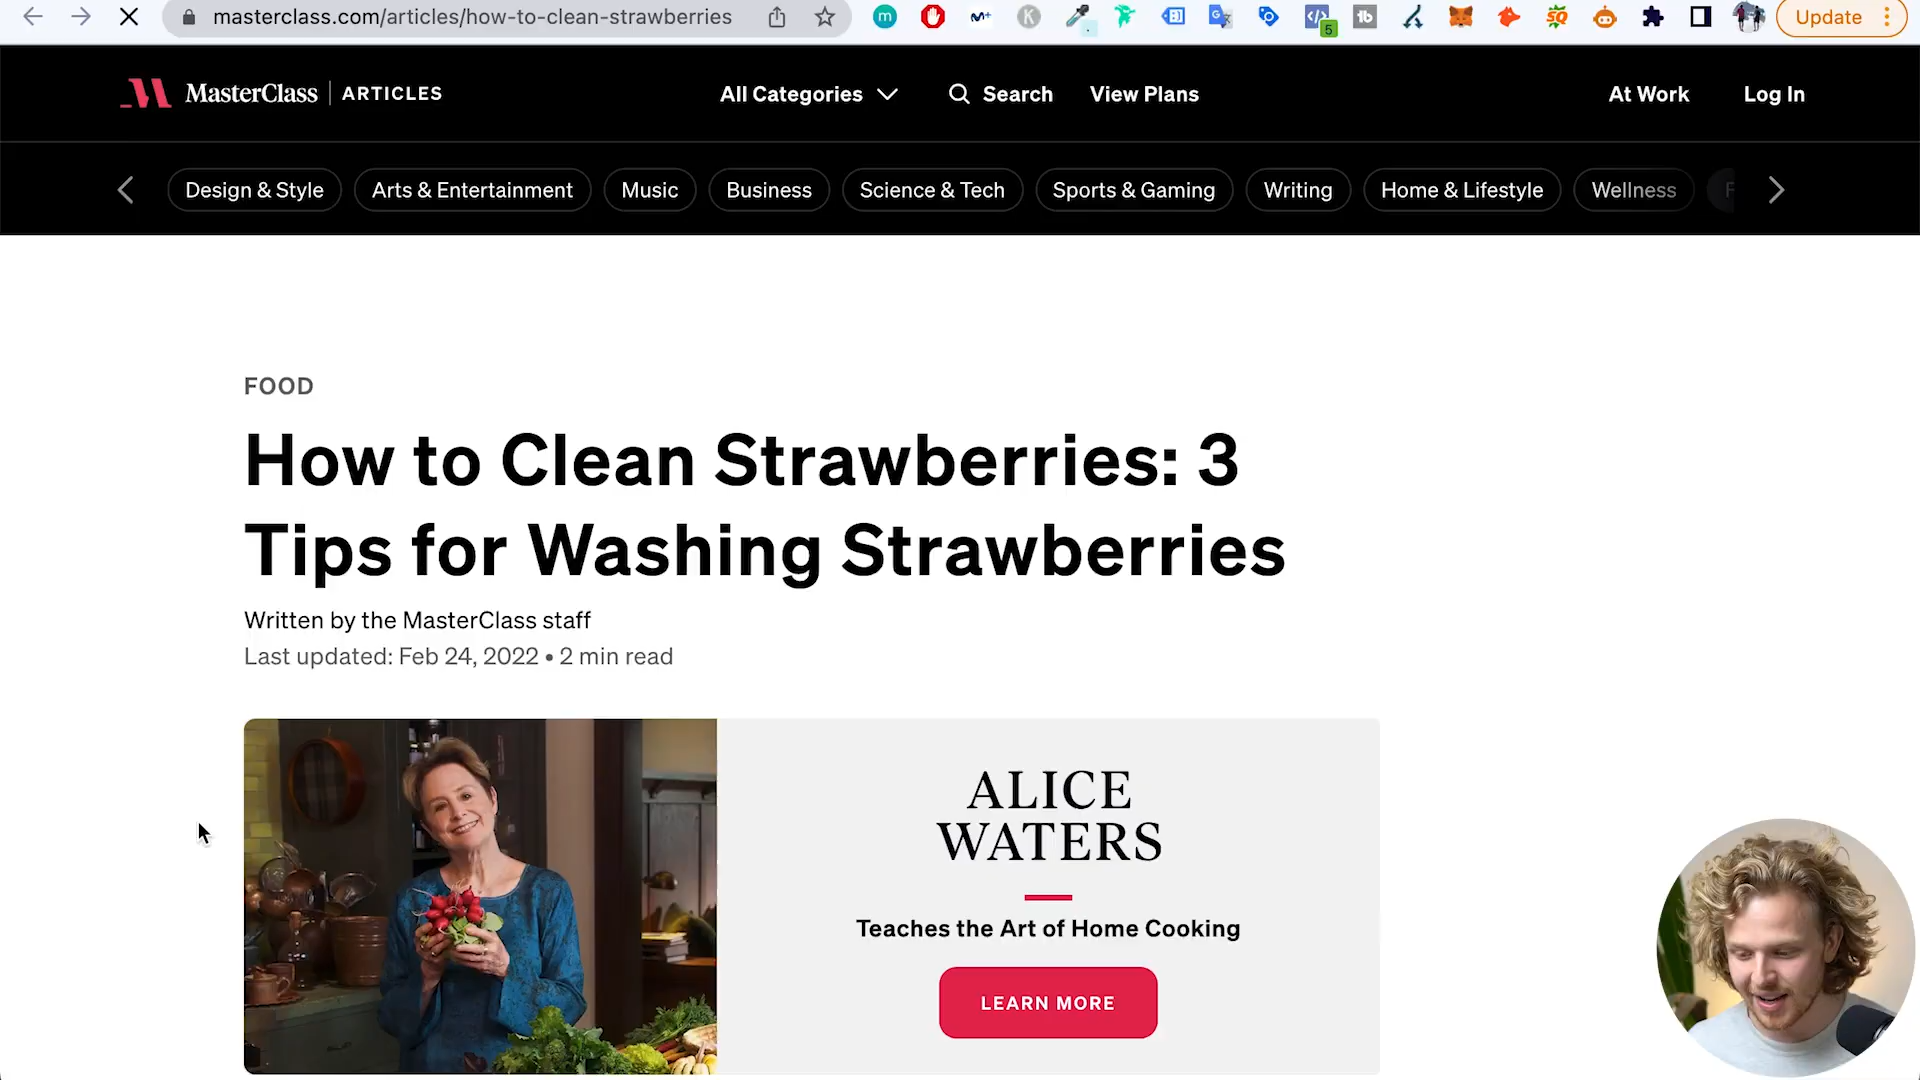 masterclass.com/articles/how-to-clean-strawberries
Update
MasterClass | ARTICLES
All Categories
Search
View Plans
At Work
Log In
Design & Style
Arts & Entertainment
Music
Business
Science & Tech
Sports & Gaming
Writing
Home & Lifestyle
Wellness
FOOD
How to Clean Strawberries: 3
Tips for Washing Strawberries
Written by the MasterClass staff
Last updated: Feb 24, 2022 • 2 min read
ALICE
WATERS
Teaches the Art of Home Cooking
LEARN MORE